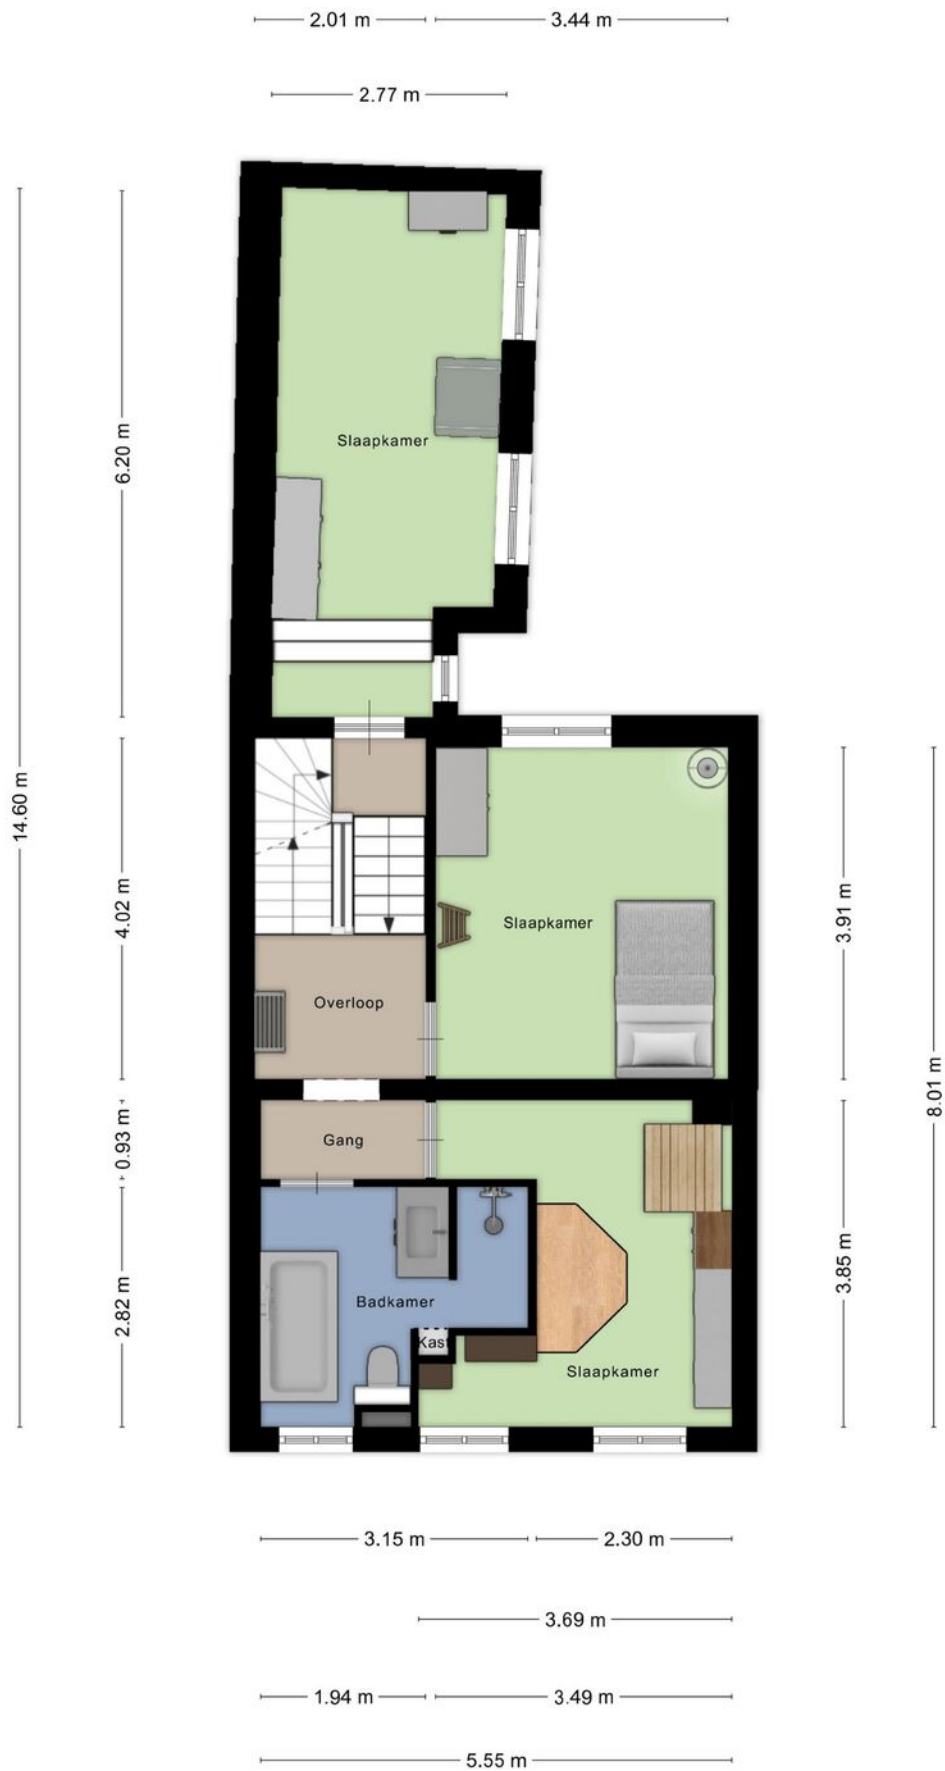 2.01 m
3.44 m
2.77 m
14.60 m
6.20 m
4.02 m
0.93 m
2.82 m
Slaapkamer
Slaapkamer
Overloop
Gang
Badkamer
Kast
Slaapkamer
3.91 m
3.85 m
8.01 m
3.15 m
2.30 m
3.69 m
1.94 m
3.49 m
5.55 m